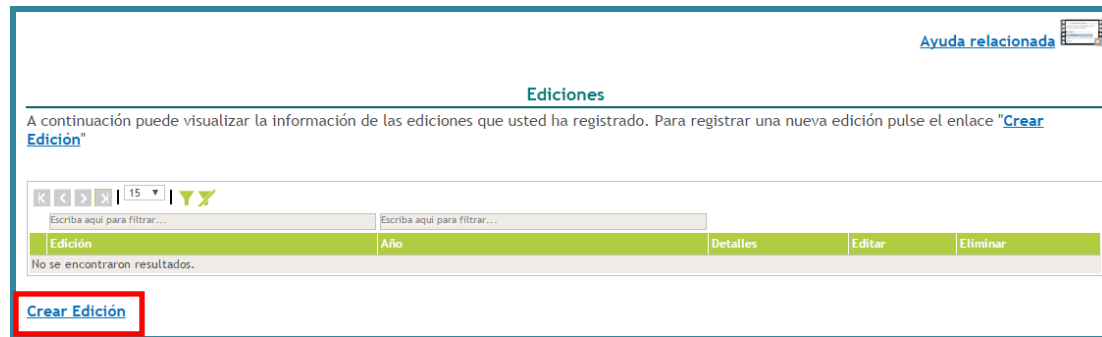 Ayuda relacionada
Ediciones
A continuación puede visualizar la información de las ediciones que usted ha registrado. Para registrar una nueva edición pulse el enlace "Crear
Edición"
15
Escriba aquí para filtrar... Escriba aquí para filtrar...
Edición Año Detalles Editar Eliminar
No se encontraron resultados.
Crear Edición